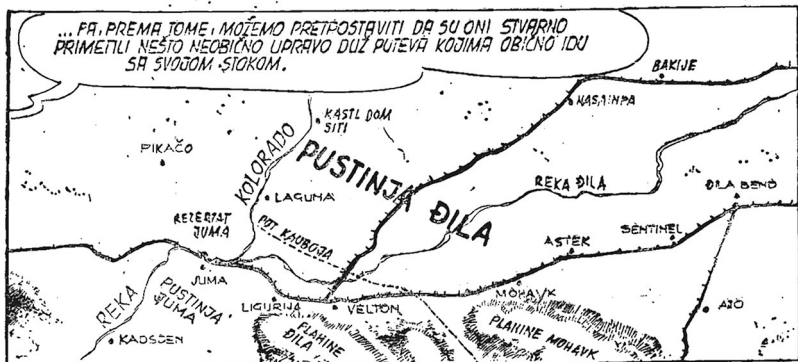 ... PA, PREMA TOME, MOŽEMO PRETPOSTAVITI DA SU ONI STVARNO
PRIMETILI NEŠTO NEOBIČNO UPRAVO DUŽ PUTEVA KOJIMA OBIČNO IDU
SA SVOJOM STOKOM.
BAKIJE
KASTL DOM
SITI
PIKAČO
KOLORADO
PUSTINJA ĐILA
LAGUNA
REKA ĐILA
ĐILA BEND
PUT KAUBOJA
JUMA
SENTINEL
ASTEK
JUMA
MOHAVK
REKA
PUSTINJA
JUMA
LIGURIJA
VELTON
AJO
PLANINE
ĐILA
PLANINE MOHAVK
KADSDEN